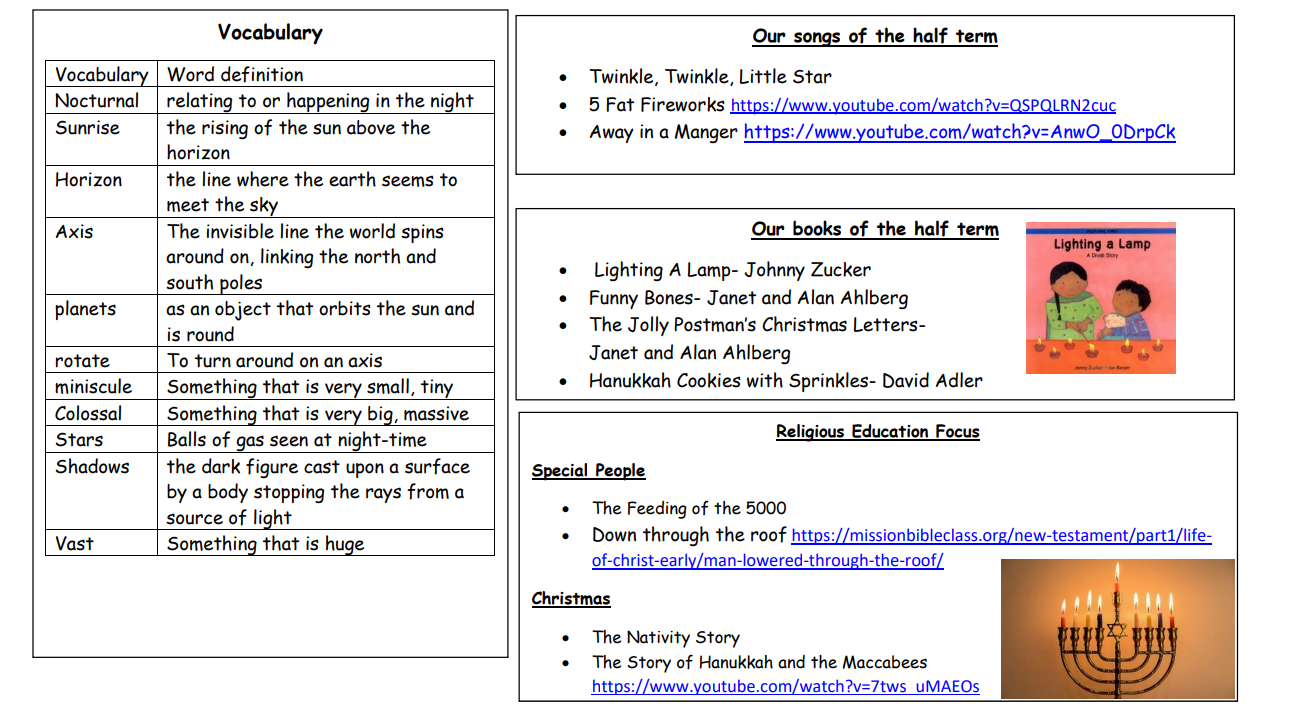 Vocabulary
Vocabulary Word definition
Nocturnal relating to or happening in the night
Sunrise the rising of the sun above the
horizon
Horizon the line where the earth seems to
meet the sky
Axis The invisible line the world spins
around on, linking the north and
south poles
planets as an object that orbits the sun and
is round
rotate To turn around on an axis
miniscule Something that is very small, tiny
Colossal Something that is very big, massive
Stars Balls of gas seen at night-time
Shadows the dark figure cast upon a surface
by a body stopping the rays from a
source of light
Vast Something that is huge
Our songs of the half term
• Twinkle, Twinkle, Little Star
• 5 Fat Fireworks https://www.youtube.com/watch?v=QSPQLRN2cuc
• Away in a Manger https://www.youtube.com/watch?v=AnwO_0DrpCk
Our books of the half term
• Lighting A Lamp- Johnny Zucker
• Funny Bones- Janet and Alan Ahlberg
• The Jolly Postman's Christmas Letters-
Janet and Alan Ahlberg
• Hanukkah Cookies with Sprinkles- David Adler
Lighting a Lamp
A Divali Story
Jonny Zucker
Religious Education Focus
Special People
• The Feeding of the 5000
• Down through the roof https://missionbibleclass.org/new-testament/part1/life-
of-christ-early/man-lowered-through-the-roof/
Christmas
• The Nativity Story
• The Story of Hanukkah and the Maccabees
https://www.youtube.com/watch?v=7tws_uMAEOs